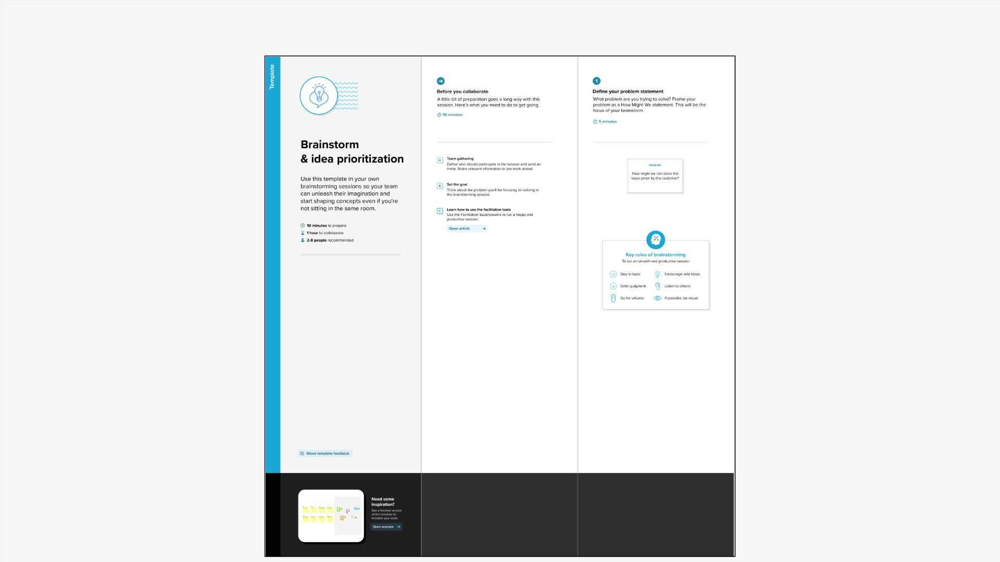 Template
Brainstorm
& idea prioritization
Use this template in your own
brainstorming sessions so your team
can unleash their imagination and
start shaping concepts even if you're
not sitting in the same room.
10 minutes to prepare
1 hour to collaborate
2-8 people recommended
Share template feedback
Need some
inspiration?
See a finished version
of this template to
kickstart your work.
Open example
Before you collaborate
A little bit of preparation goes a long way with this
session. Here's what you need to do to get going.
10 minutes
A
Team gathering
Define who should participate in the session and send an
invite. Share relevant information or pre-work ahead.
B
Set the goal
Think about the problem you'll be focusing on solving in
the brainstorming session.
C
Learn how to use the facilitation tools
Use the Facilitation Superpowers to run a happy and
productive session.
Open article
1
Define your problem statement
What problem are you trying to solve? Frame your
problem as a How Might We statement. This will be the
focus of your brainstorm.
5 minutes
PROBLEM
How might we can solve the
issue given by the customer?
Key rules of brainstorming
To run an smooth and productive session
Stay in topic.
Encourage wild ideas.
Defer judgment.
Listen to others.
Go for volume.
If possible, be visual.